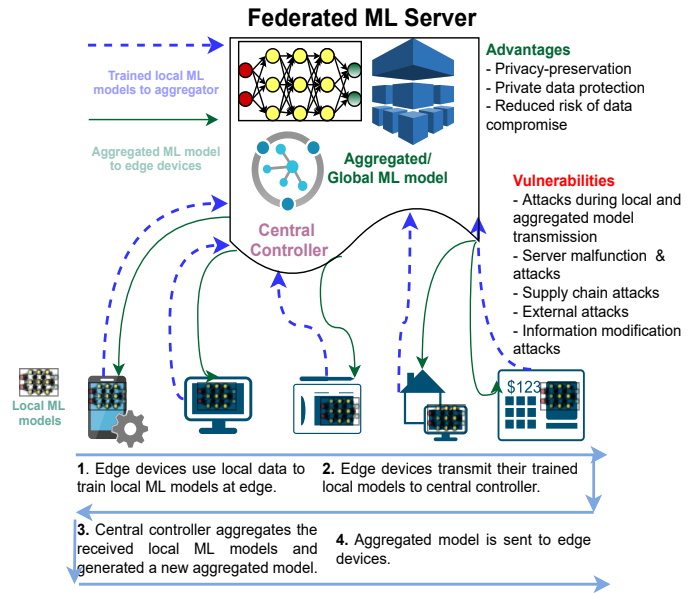 Federated ML Server
Trained local ML
models to aggregator
Aggregated ML model
to edge devices
Aggregated/
Global ML model
Central
Controller
Advantages
- Privacy-preservation
- Private data protection
- Reduced risk of data
compromise
Vulnerabilities
- Attacks during local and
aggregated model
transmission
- Server malfunction &
attacks
- Supply chain attacks
- External attacks
- Information modification
attacks
Local ML
models
$123
1. Edge devices use local data to
train local ML models at edge.
2. Edge devices transmit their trained
local models to central controller.
3. Central controller aggregates the
received local ML models and
generated a new aggregated model.
4. Aggregated model is sent to edge
devices.